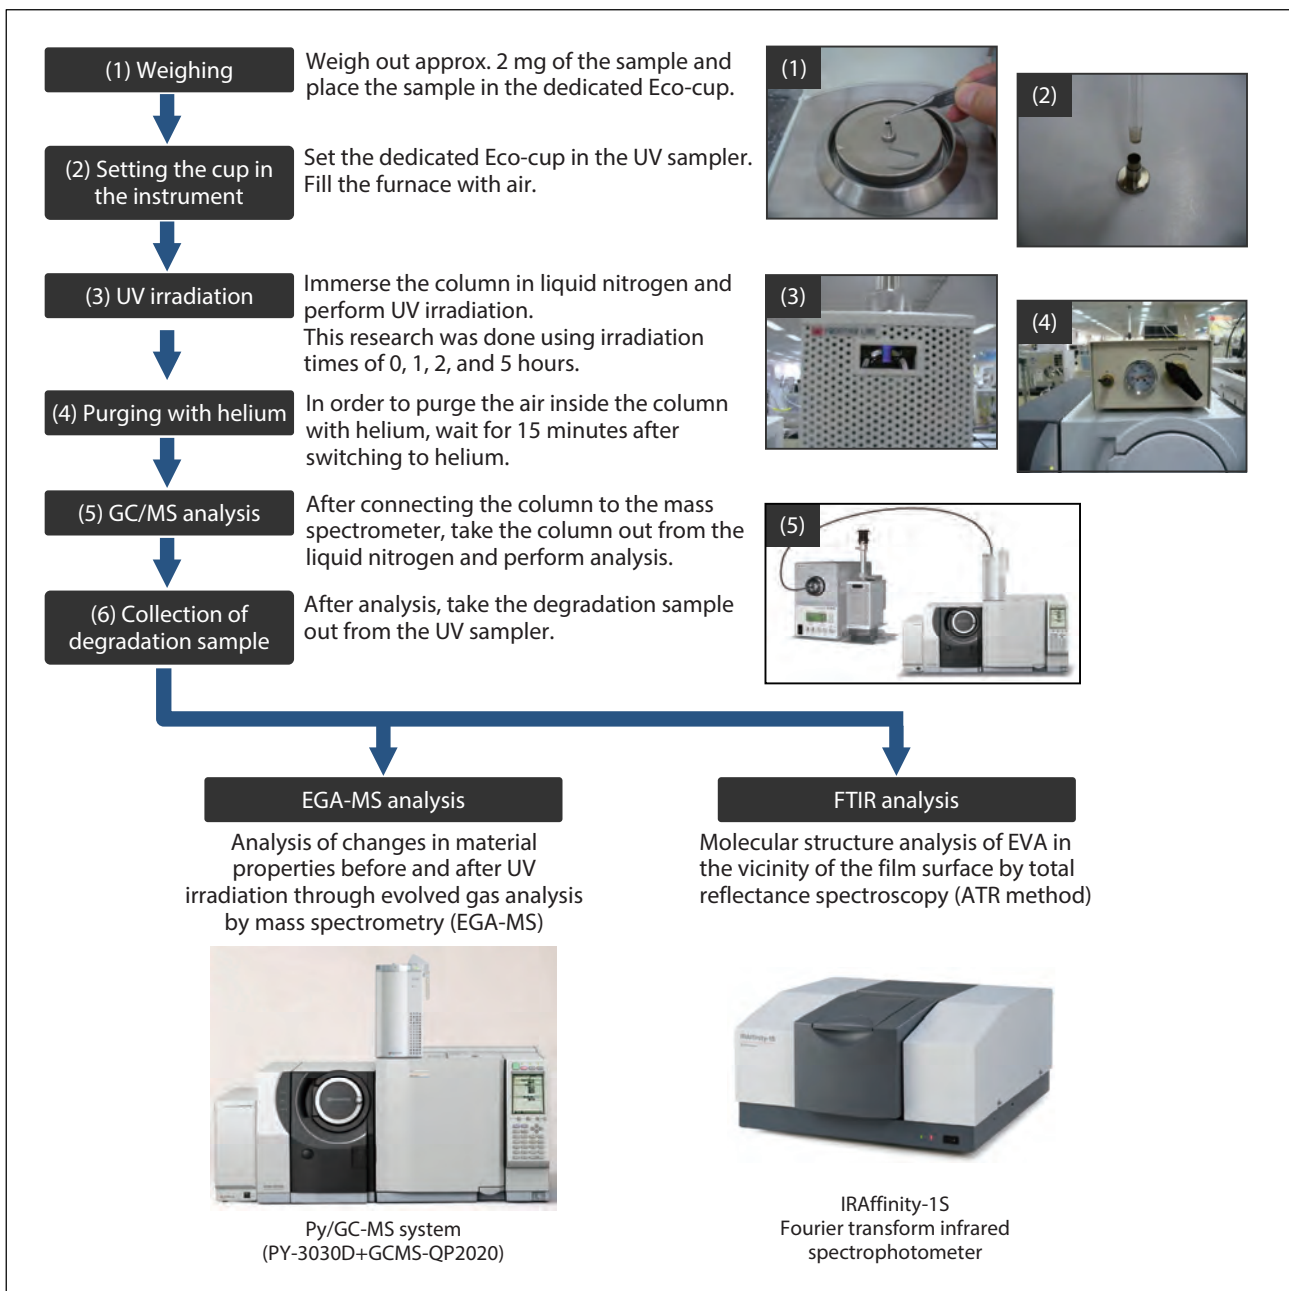 (1) Weighing
Weigh out approx. 2 mg of the sample and
place the sample in the dedicated Eco-cup.
(1)
(2)
(2) Setting the cup in
the instrument
Set the dedicated Eco-cup in the UV sampler.
Fill the furnace with air.
(3) UV irradiation
Immerse the column in liquid nitrogen and
perform UV irradiation.
This research was done using irradiation
times of 0, 1, 2, and 5 hours.
(3)
(4)
(4) Purging with helium
In order to purge the air inside the column
with helium, wait for 15 minutes after
switching to helium.
(5) GC/MS analysis
After connecting the column to the mass
spectrometer, take the column out from the
liquid nitrogen and perform analysis.
(5)
(6) Collection of
degradation sample
After analysis, take the degradation sample
out from the UV sampler.
EGA-MS analysis
Analysis of changes in material
properties before and after UV
irradiation through evolved gas analysis
by mass spectrometry (EGA-MS)
Py/GC-MS system
(PY-3030D+GCMS-QP2020)
FTIR analysis
Molecular structure analysis of EVA in
the vicinity of the film surface by total
reflectance spectroscopy (ATR method)
IRAffinity-1S
IRAffinity-1S
Fourier transform infrared
spectrophotometer